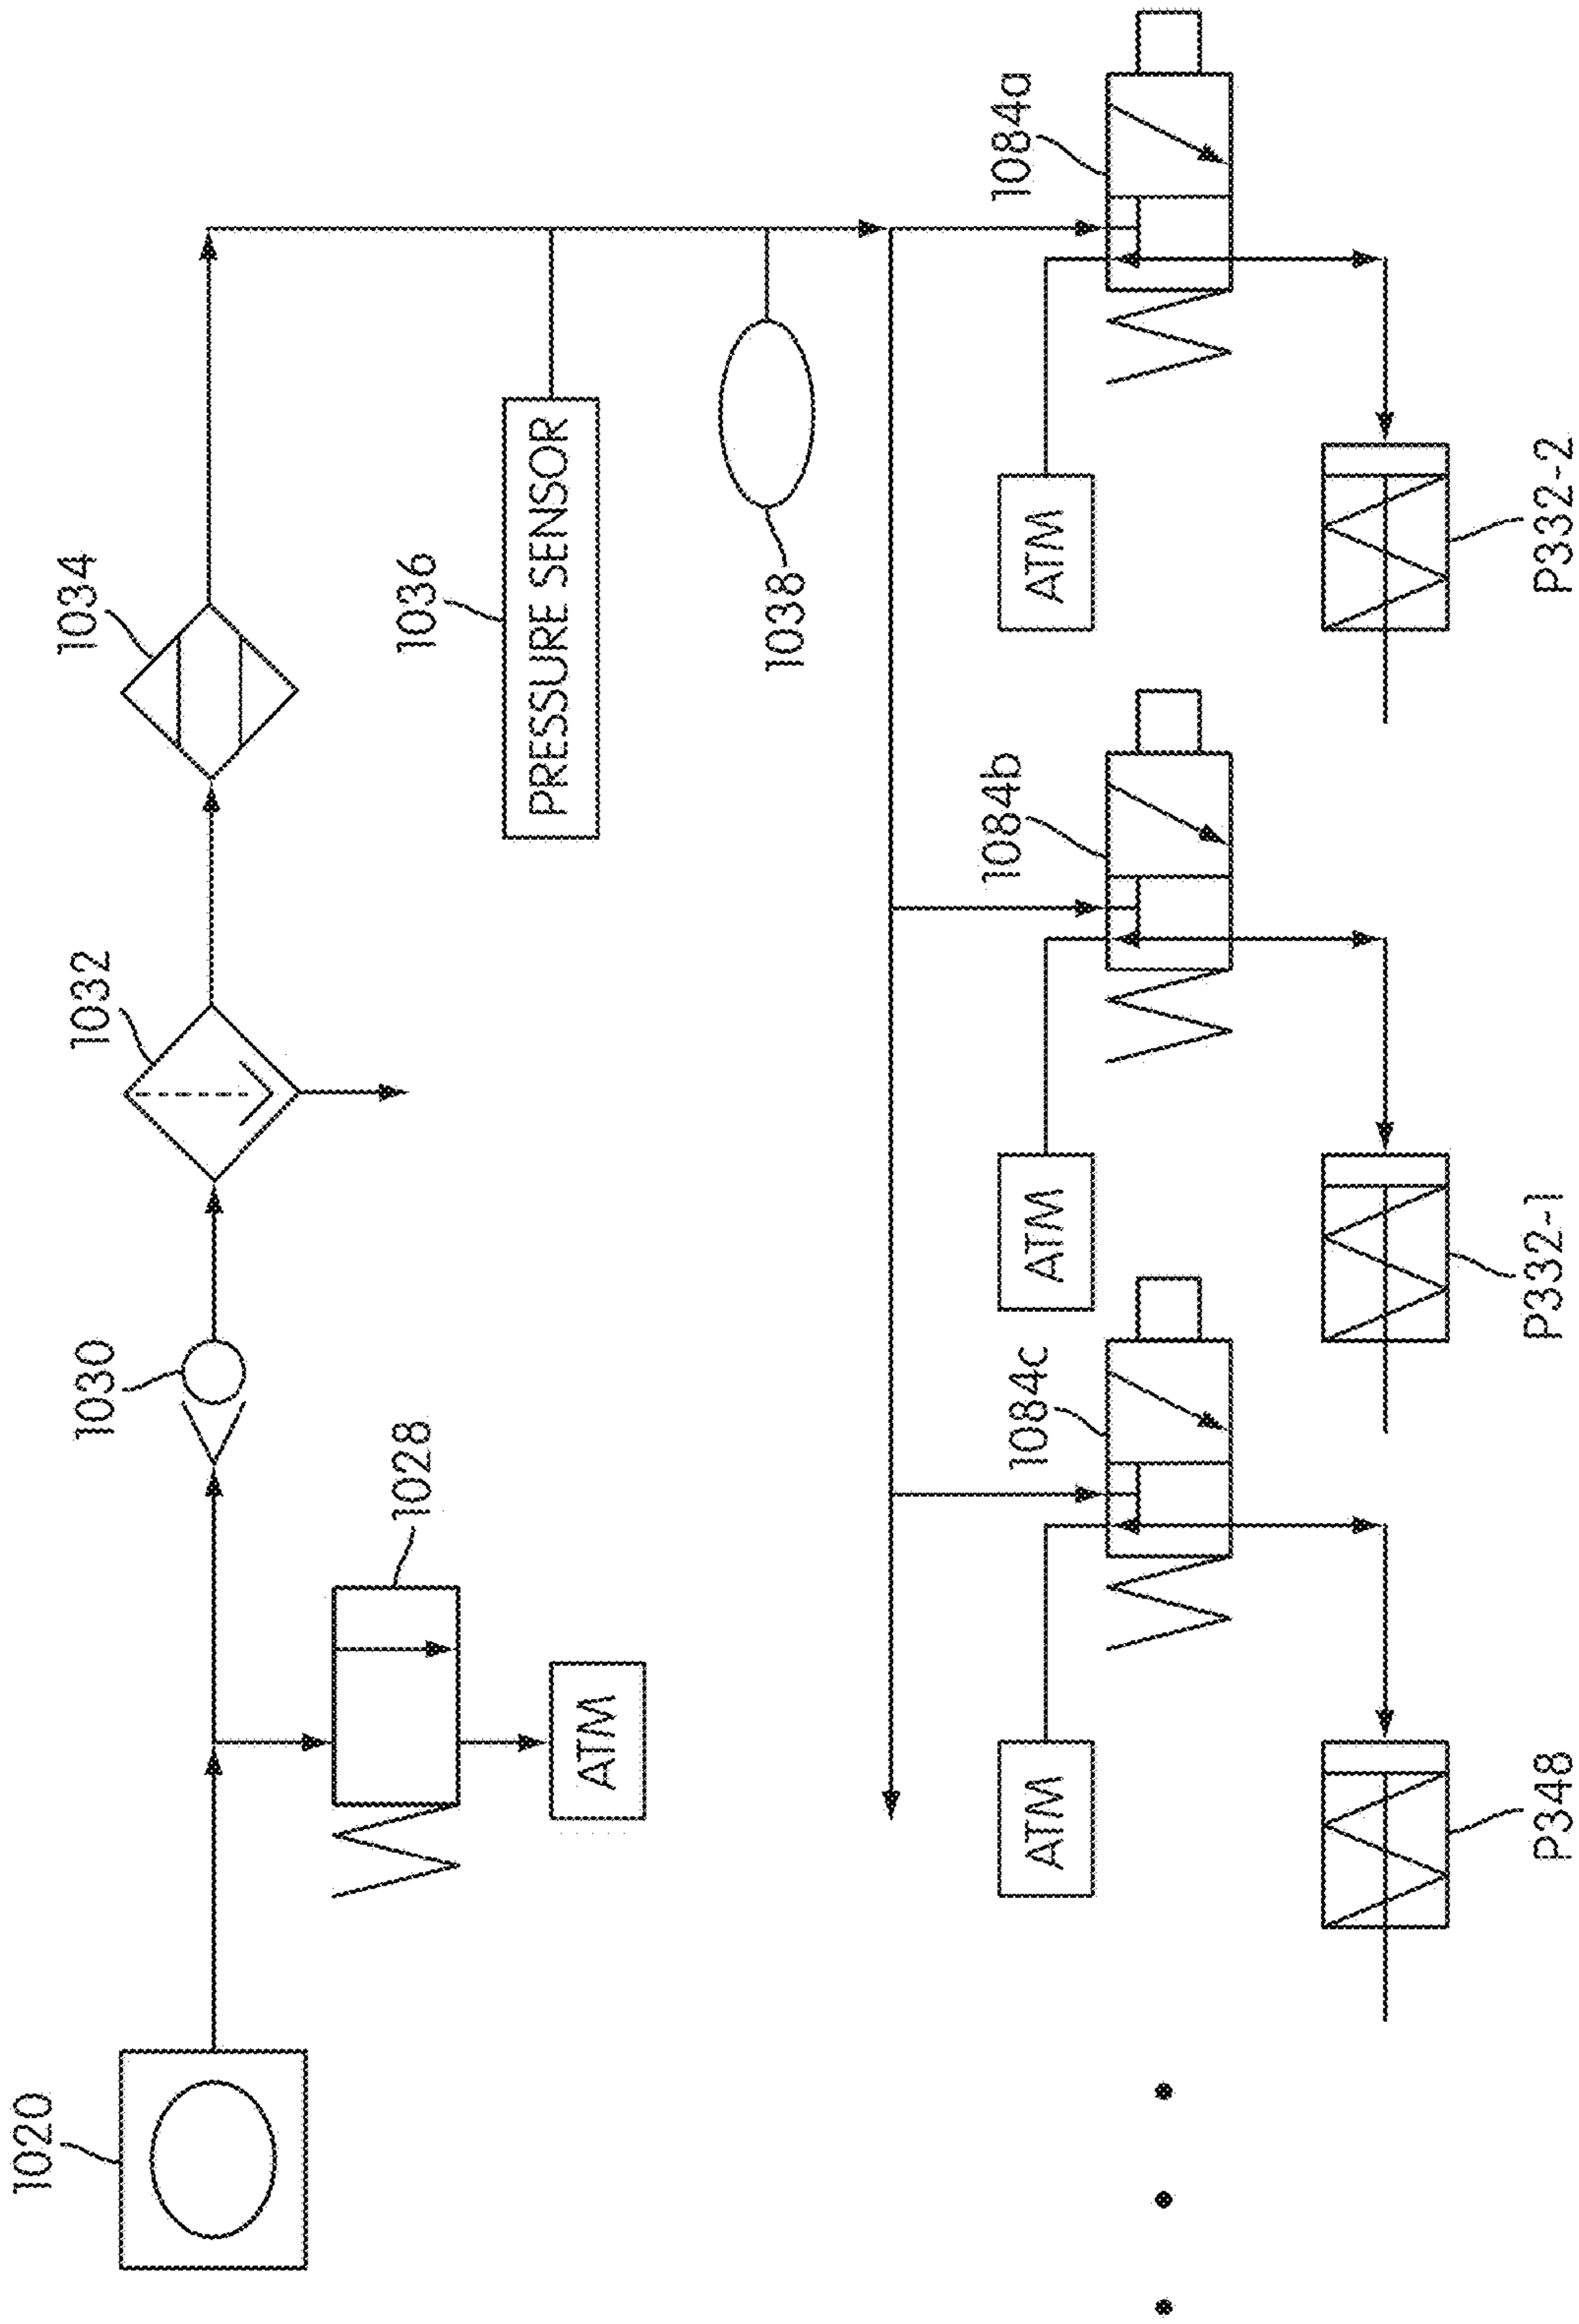 1020
1028
ATM
1030
1032
1034
1036
PRESSURE SENSOR
1038
1084c
ATM
P348
1084b
ATM
P332-1
1084a
ATM
P332-2